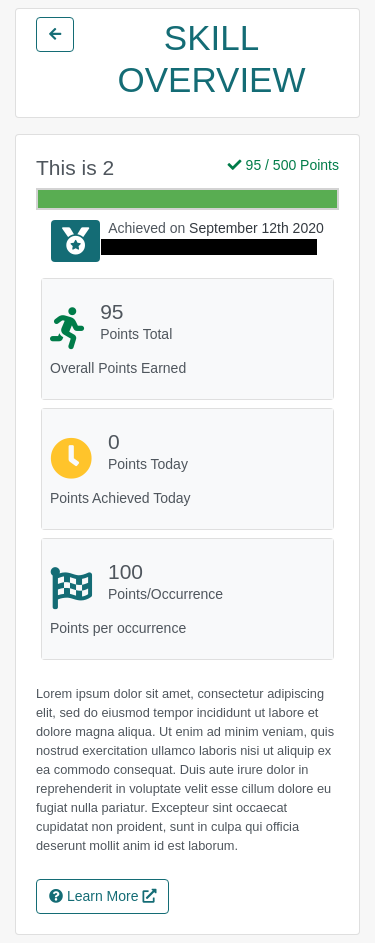 SKILL
OVERVIEW
This is 2
95 / 500 Points
Achieved on September 12th 2020
95
Points Total
Overall Points Earned
0
Points Today
Points Achieved Today
100
Points/Occurrence
Points per occurrence
Lorem ipsum dolor sit amet, consectetur adipiscing
elit, sed do eiusmod tempor incididunt ut labore et
dolore magna aliqua. Ut enim ad minim veniam, quis
nostrud exercitation ullamco laboris nisi ut aliquip ex
ea commodo consequat. Duis aute irure dolor in
reprehenderit in voluptate velit esse cillum dolore eu
fugiat nulla pariatur. Excepteur sint occaecat
cupidatat non proident, sunt in culpa qui officia
deserunt mollit anim id est laborum.
Learn More